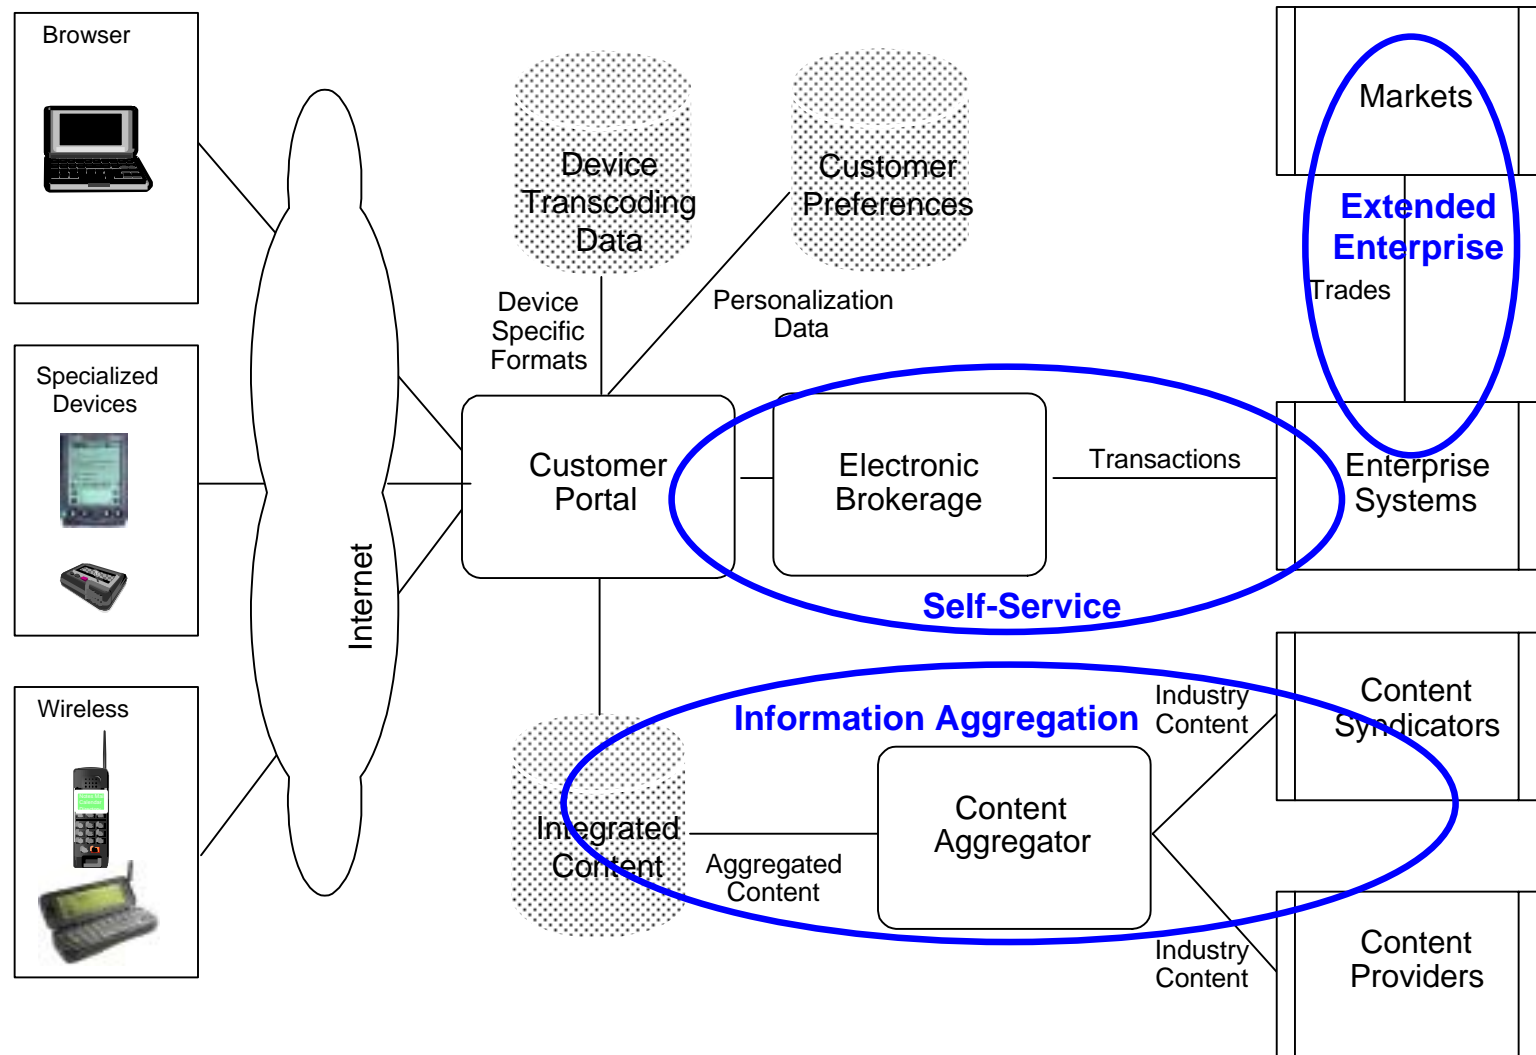 Browser
Specialized
Devices
Wireless
Internet
Device
Transcoding
Data
Customer
Preferences
Device
Specific
Formats
Personalization
Data
Customer
Portal
Electronic
Brokerage
Transactions
Self-Service
Markets
Extended
Enterprise
Trades
Enterprise
Systems
Information Aggregation
Integrated
Content
Aggregated
Content
Content
Aggregator
Industry
Content
Content
Syndicators
Industry
Content
Content
Providers